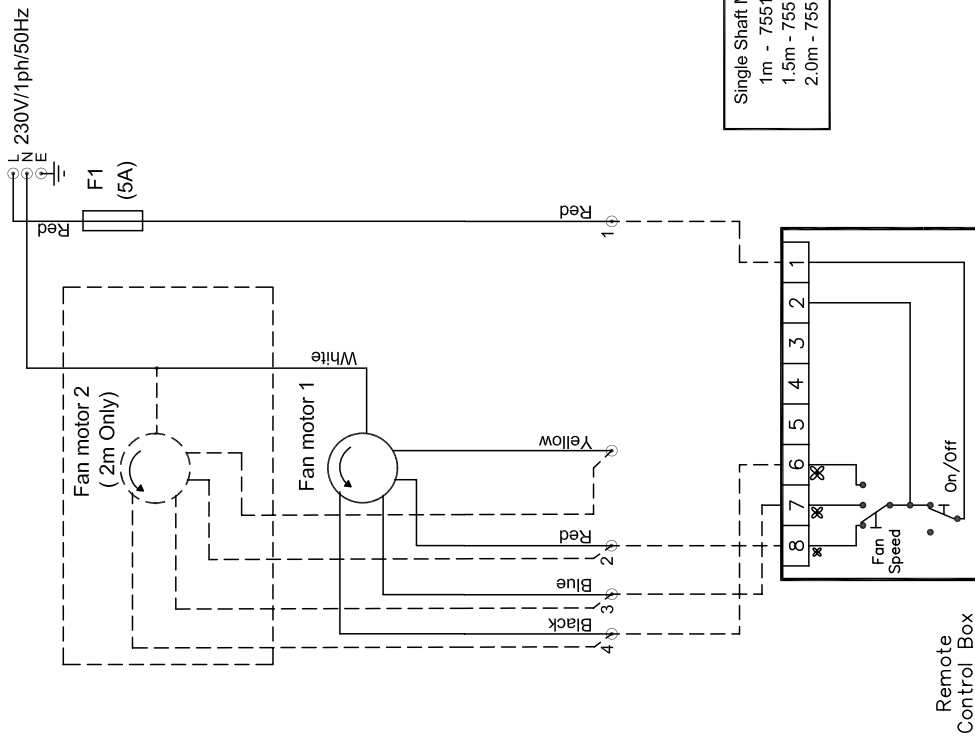 L
N
E
230V/1ph/50Hz
F1
(5A)
Red
Red
1
Fan motor 2
( 2m Only)
Fan motor 1
White
Yellow
Red
2
Blue
3
Black
4
Single Shaft
1m - 7551
1.5m - 755
2.0m - 755
1
2
3
4
5
6
7
8
Fan
Speed
On/Off
Remote
Control Box